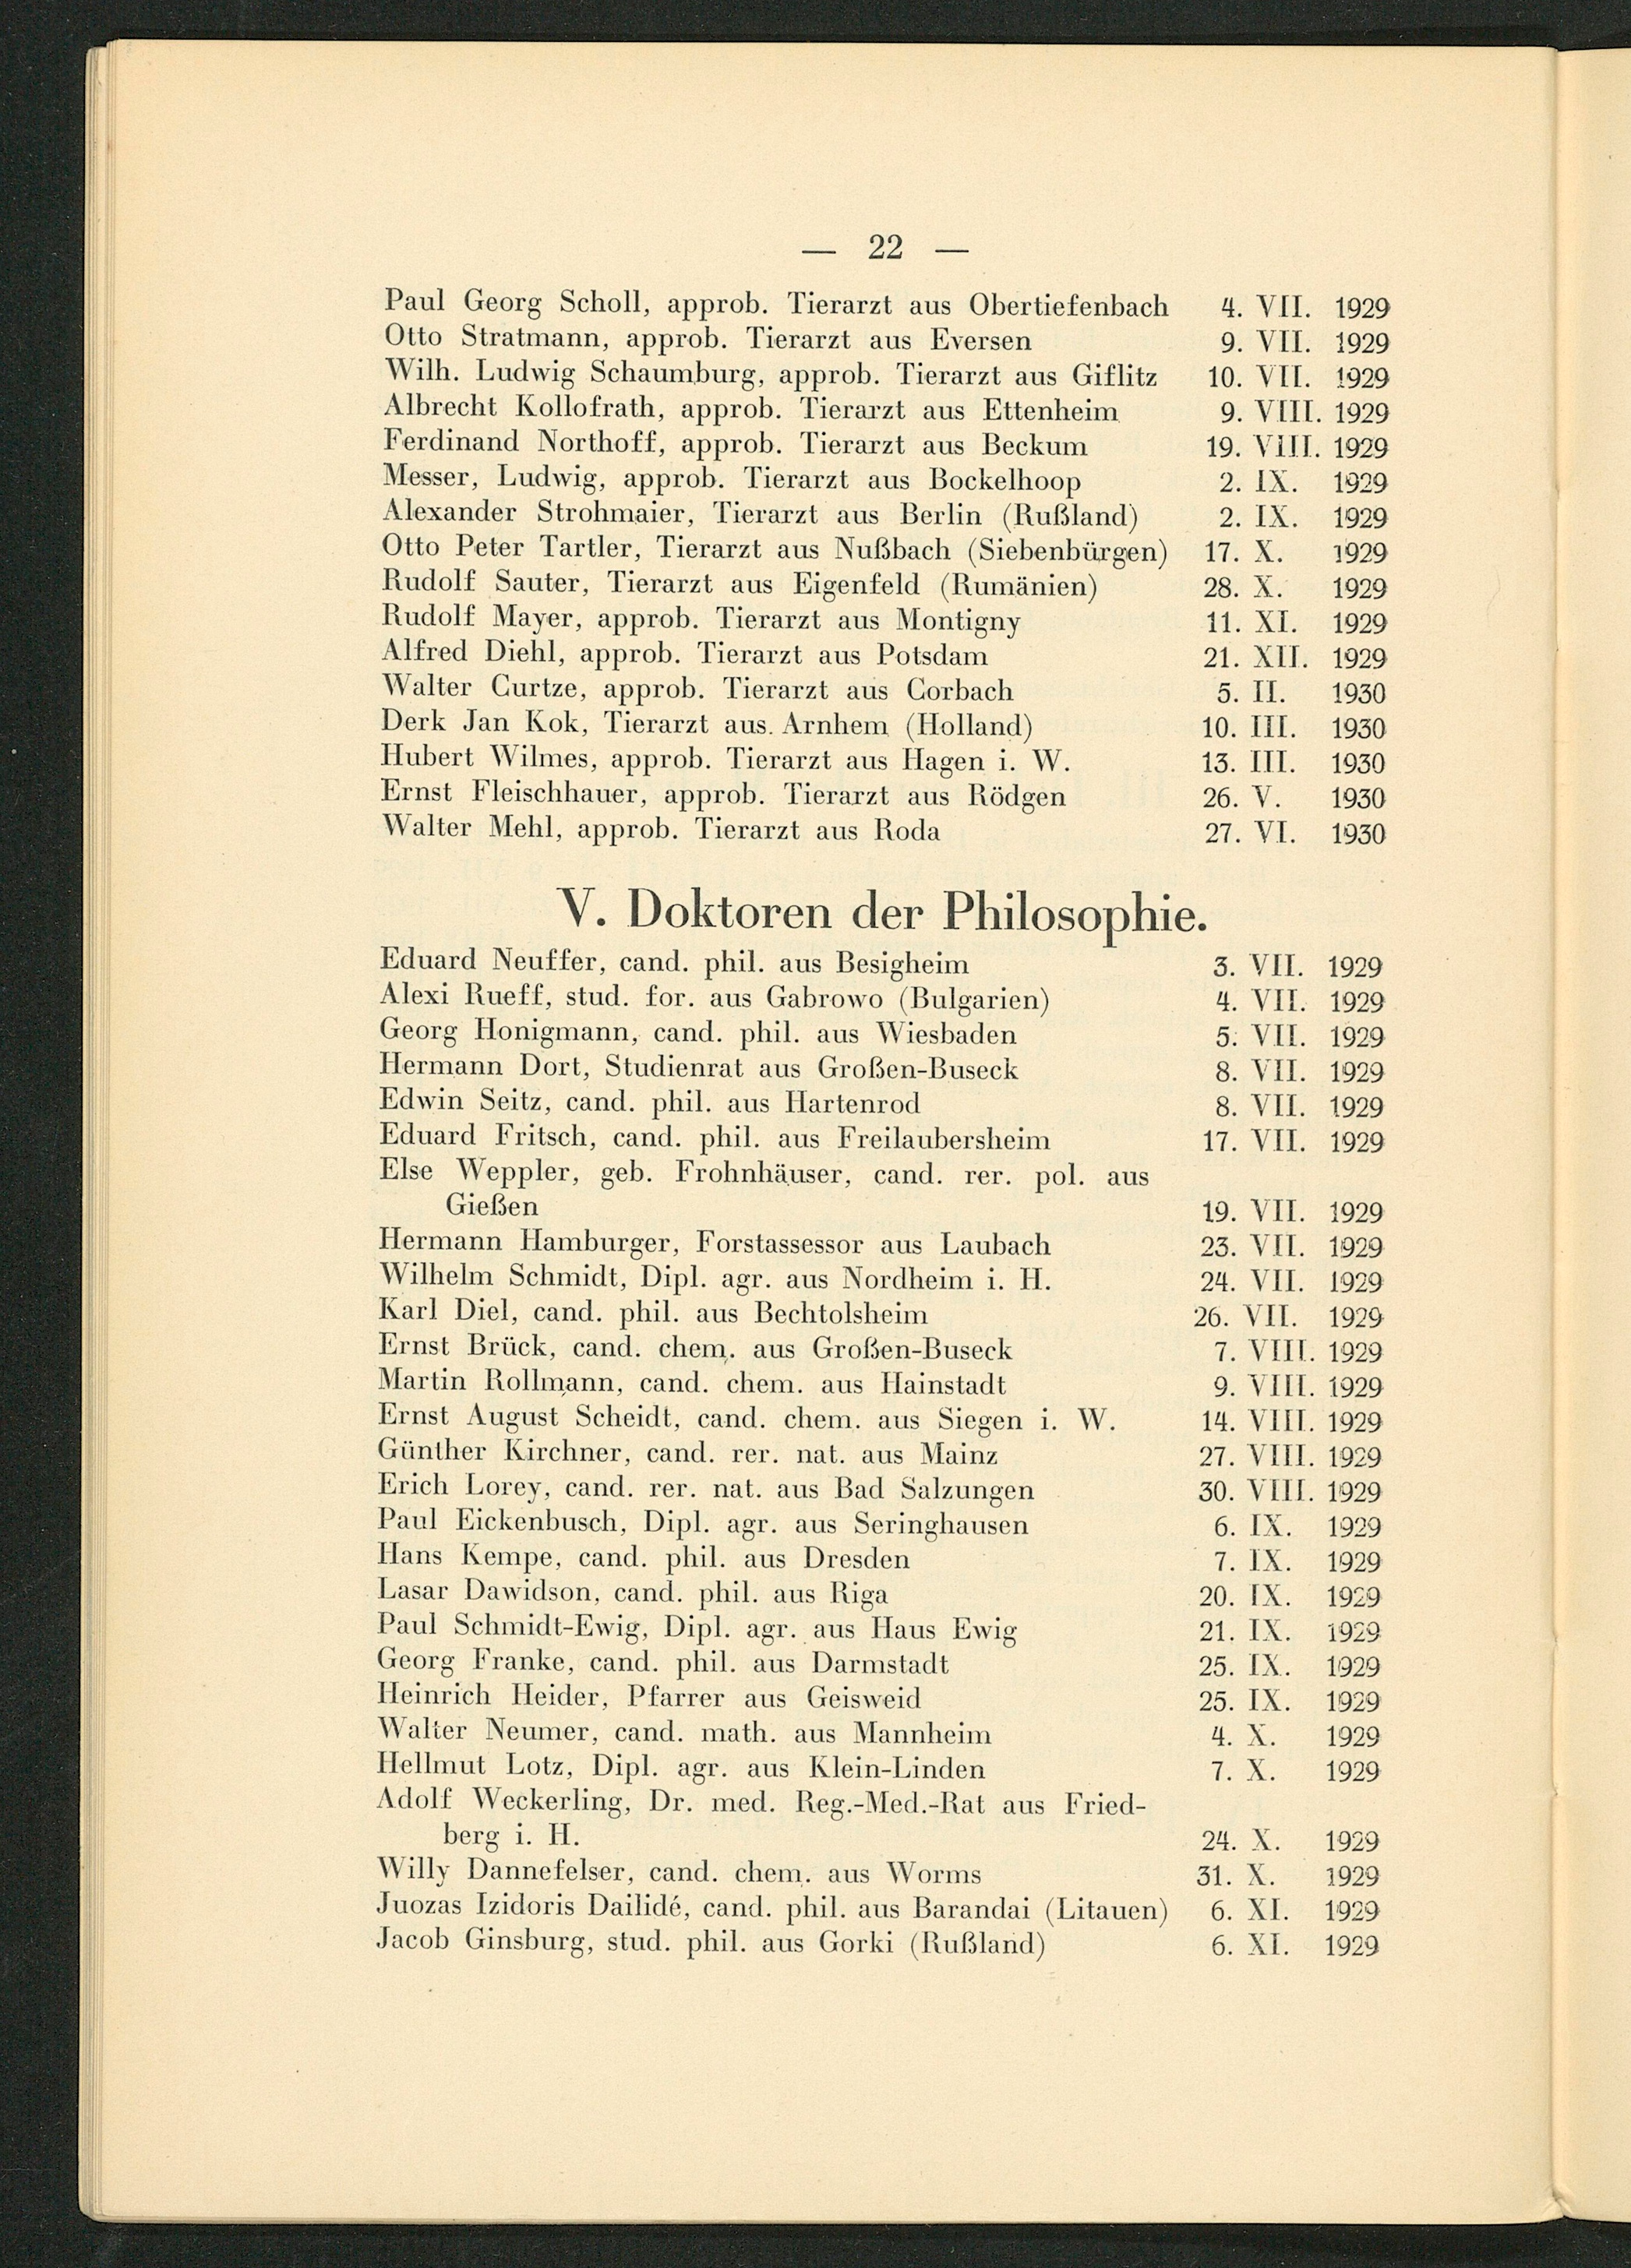 — 22 —
Paul Georg Scholl, approb. Tierarzt aus Obertiefenbach 4. VII. 1929
Otto Stratmann, approb. Tierarzt aus Eversen 9. VII. 1929
Wilh. Ludwig Schaumburg, approb. Tierarzt aus Giflitz 10. VII. 1929
Albrecht Kollofrath, approb. Tierarzt aus Ettenheim 9. VIII. 1929
Ferdinand Northoff, approb. Tierarzt aus Beckum 19. VIII. 1929
Messer, Ludwig, approb. Tierarzt aus Bockelhoop 2. IX. 1929
Alexander Strohmaier, Tierarzt aus Berlin (Rußland) 2. IX. 1929
Otto Peter Tartler, Tierarzt aus Nußbach (Siebenbürgen) 17. X. 1929
Rudolf Sauter, Tierarzt aus Eigenfeld (Rumänien) 28. X. 1929
Rudolf Mayer, approb. Tierarzt aus Montigny 11. XI. 1929
Alfred Diehl, approb. Tierarzt aus Potsdam 21. XII. 1929
Walter Curtze, approb. Tierarzt aus Corbach 5. II. 1930
Derk Jan Kok, Tierarzt aus. Arnhem (Holland) 10. III. 1930
Hubert Wilmes, approb. Tierarzt aus Hagen i. W. 13. III. 1930
Ernst Fleischhauer, approb. Tierarzt aus Rödgen 26. V. 1930
Walter Mehl, approb. Tierarzt aus Roda 27. VI. 1930
V. Doktoren der Philosophie.
Eduard Neuffer, cand. phil. aus Besigheim 3. VII. 1929
Alexi Rueff, stud. for. aus Gabrowo (Bulgarien) 4. VII. 1929
Georg Honigmann, cand. phil. aus Wiesbaden 5. VII. 1929
Hermann Dort, Studienrat aus Großen-Buseck 8. VII. 1929
Edwin Seitz, cand. phil. aus Hartenrod 8. VII. 1929
Eduard Fritsch, cand. phil. aus Freilaubersheim 17. VII. 1929
Else Weppler, geb. Frohnhäuser, cand. rer. pol. aus
Gießen 19. VII. 1929
Hermann Hamburger, Forstassessor aus Laubach 23. VII. 1929
Wilhelm Schmidt, Dipl. agr. aus Nordheim i. H. 24. VII. 1929
Karl Diel, cand. phil. aus Bechtolsheim 26. VII. 1929
Ernst Brück, cand. chem. aus Großen-Buseck 7. VIII. 1929
Martin Rollmann, cand. chem. aus Hainstadt 9. VIII. 1929
Ernst August Scheidt, cand. chem. aus Siegen i. W. 14. VIII. 1929
Günther Kirchner, cand. rer. nat. aus Mainz 27. VIII. 1929
Erich Lorey, cand. rer. nat. aus Bad Salzungen 30. VIII. 1929
Paul Eickenbusch, Dipl. agr. aus Seringhausen 6. IX. 1929
Hans Kempe, cand. phil. aus Dresden 7. IX. 1929
Lasar Dawidson, cand. phil. aus Riga 20. IX. 1929
Paul Schmidt-Ewig, Dipl. agr. aus Haus Ewig 21. IX. 1929
Georg Franke, cand. phil. aus Darmstadt 25. IX. 1929
Heinrich Heider, Pfarrer aus Geisweid 25. IX. 1929
Walter Neumer, cand. math. aus Mannheim 4. X. 1929
Hellmut Lotz, Dipl. agr. aus Klein-Linden 7. X. 1929
Adolf Weckerling, Dr. med. Reg.-Med.-Rat aus Fried-
berg i. H. 24. X. 1929
Willy Dannefelser, cand. chem. aus Worms 31. X. 1929
Juozas Izidoris Dailidé, cand. phil. aus Barandai (Litauen) 6. XI. 1929
Jacob Ginsburg, stud. phil. aus Gorki (Rußland) 6. XI. 1929